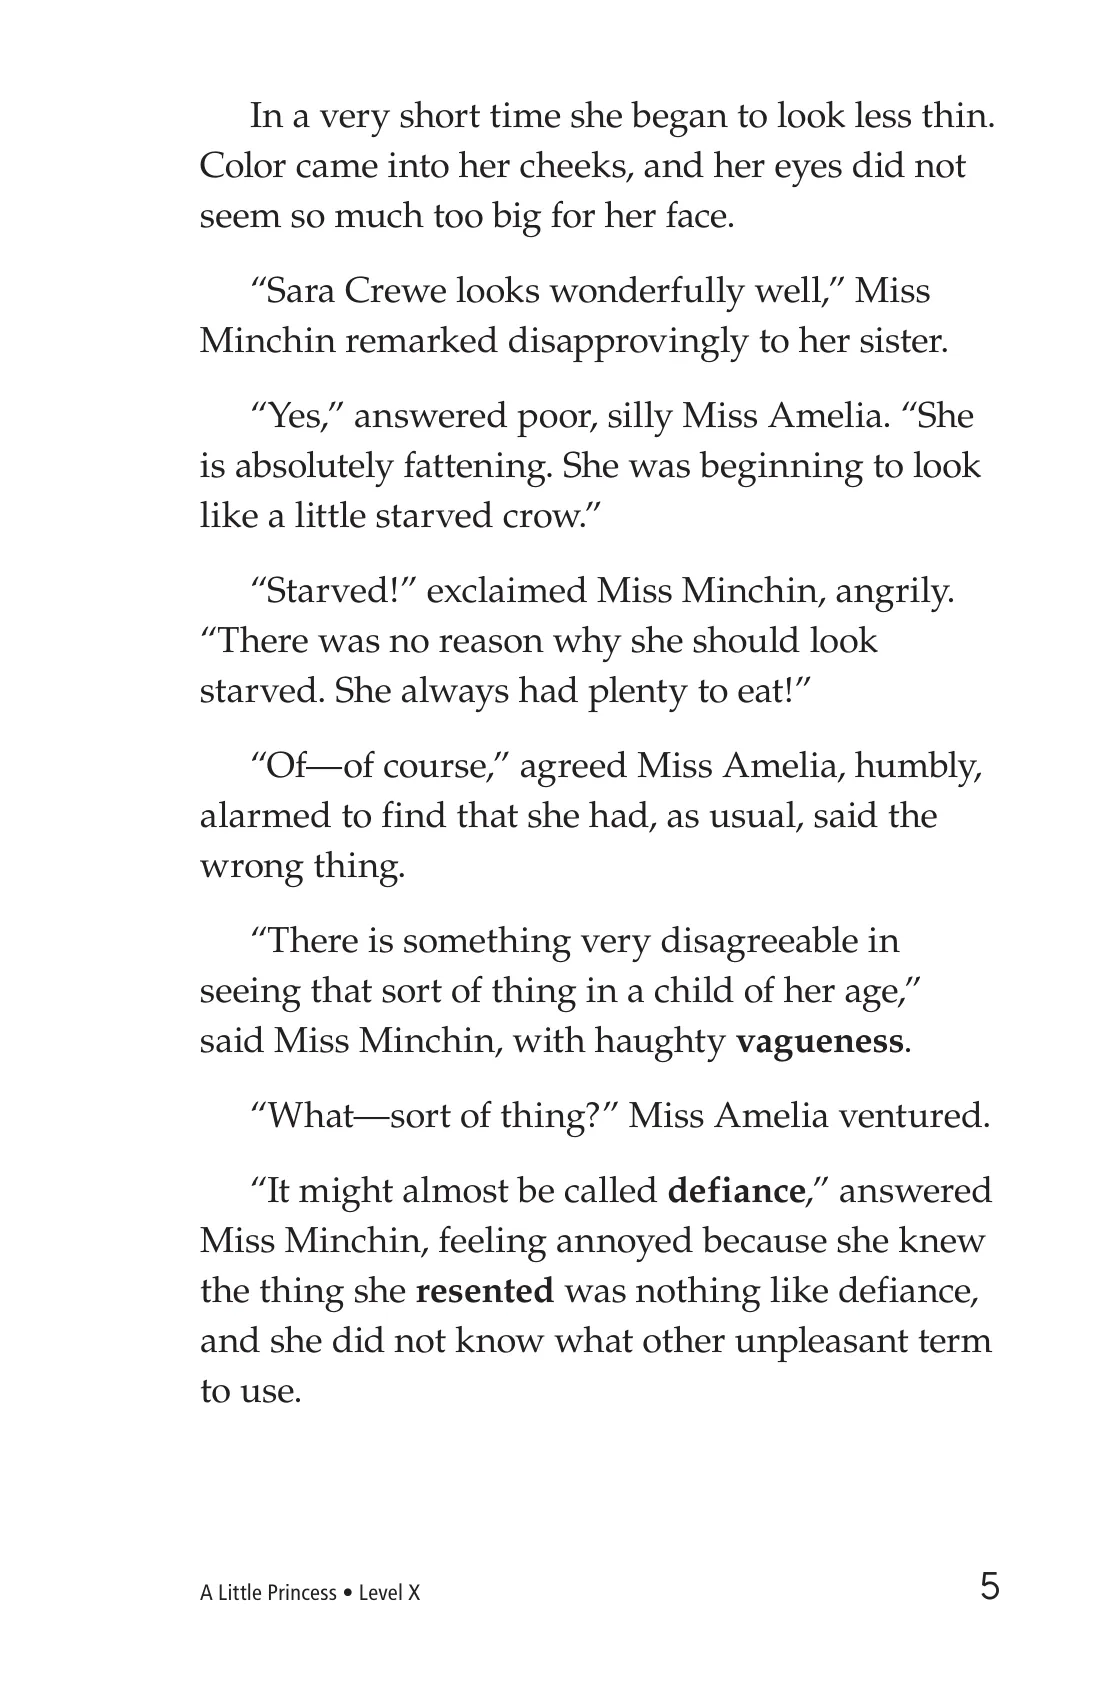 In a very short time she began to look less thin.
Color came into her cheeks, and her eyes did not
seem so much too big for her face.
“Sara Crewe looks wonderfully well,” Miss
Minchin remarked disapprovingly to her sister.
“Yes,” answered poor, silly Miss Amelia. “She
is absolutely fattening. She was beginning to look
like a little starved crow.”
“Starved!” exclaimed Miss Minchin, angrily.
“There was no reason why she should look
starved. She always had plenty to eat!”
“Of—of course,” agreed Miss Amelia, humbly,
alarmed to find that she had, as usual, said the
wrong thing.
“There is something very disagreeable in
seeing that sort of thing in a child of her age,”
said Miss Minchin, with haughty vagueness.
“What—sort of thing?” Miss Amelia ventured.
“It might almost be called defiance,” answered
Miss Minchin, feeling annoyed because she knew
the thing she resented was nothing like defiance,
and she did not know what other unpleasant term
to use.
A Little Princess • Level X
5